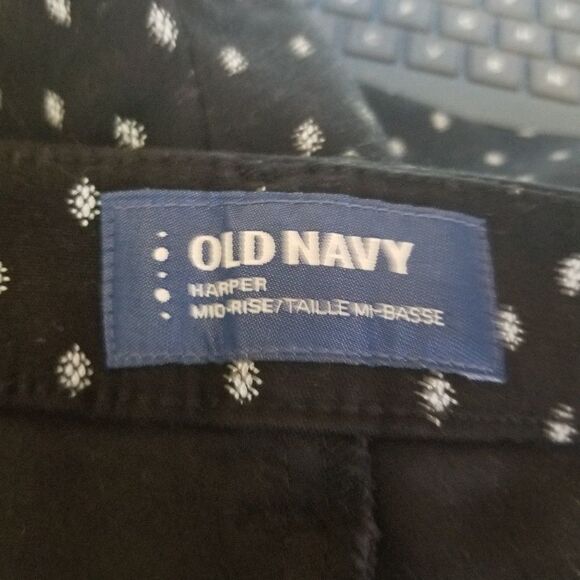 OLD NAVY
HARPER
MID-RISE/TAILLE MI-BASSE